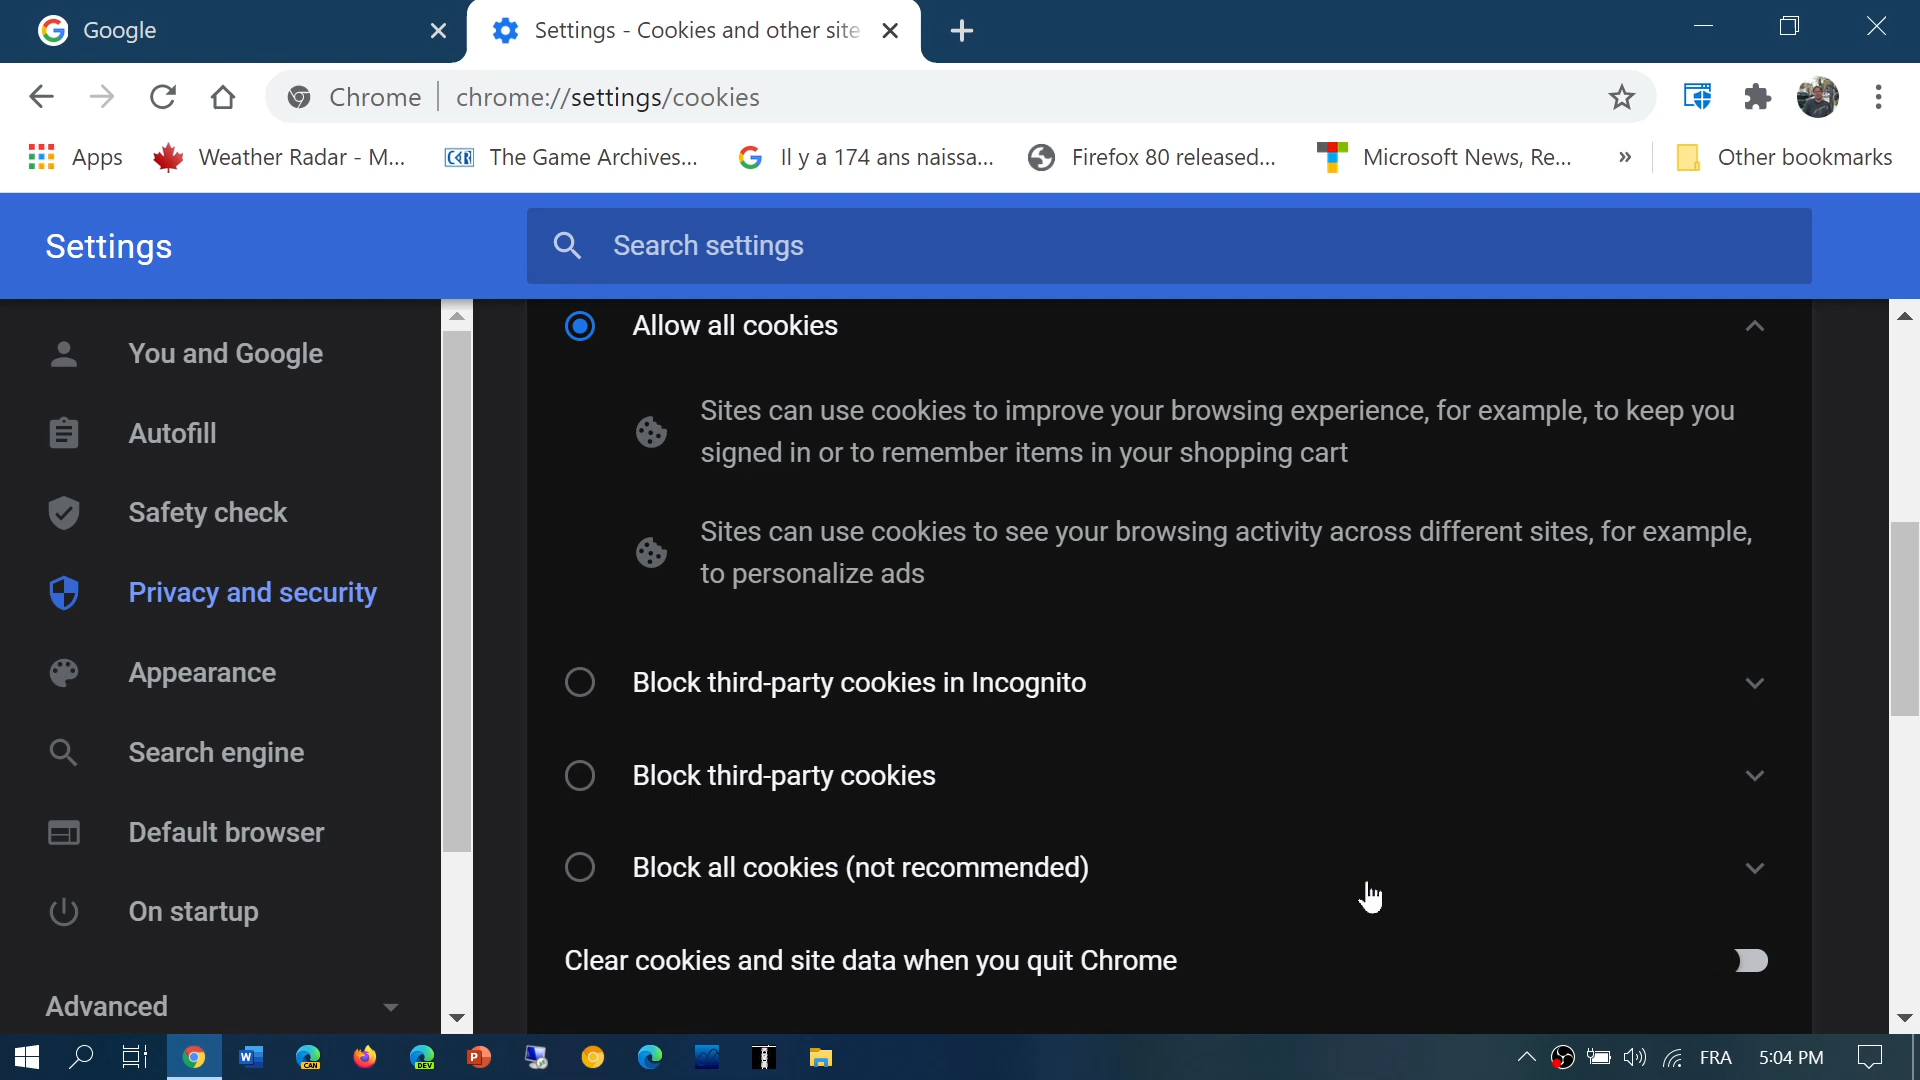 Google
Settings - Cookies and other site
Chrome chrome://settings/cookies
Apps Weather Radar - M... The Game Archives... Il y a 174 ans naissa... Firefox 80 released... Microsoft News, Re... » Other bookmarks
Settings
Search settings
You and Google
Autofill
Safety check
Privacy and security
Appearance
Search engine
Default browser
On startup
Advanced
Allow all cookies
Sites can use cookies to improve your browsing experience, for example, to keep you
signed in or to remember items in your shopping cart
Sites can use cookies to see your browsing activity across different sites, for example,
to personalize ads
Block third-party cookies in Incognito
Block third-party cookies
Block all cookies (not recommended)
Clear cookies and site data when you quit Chrome
CAN DEV FRA 5:04 PM